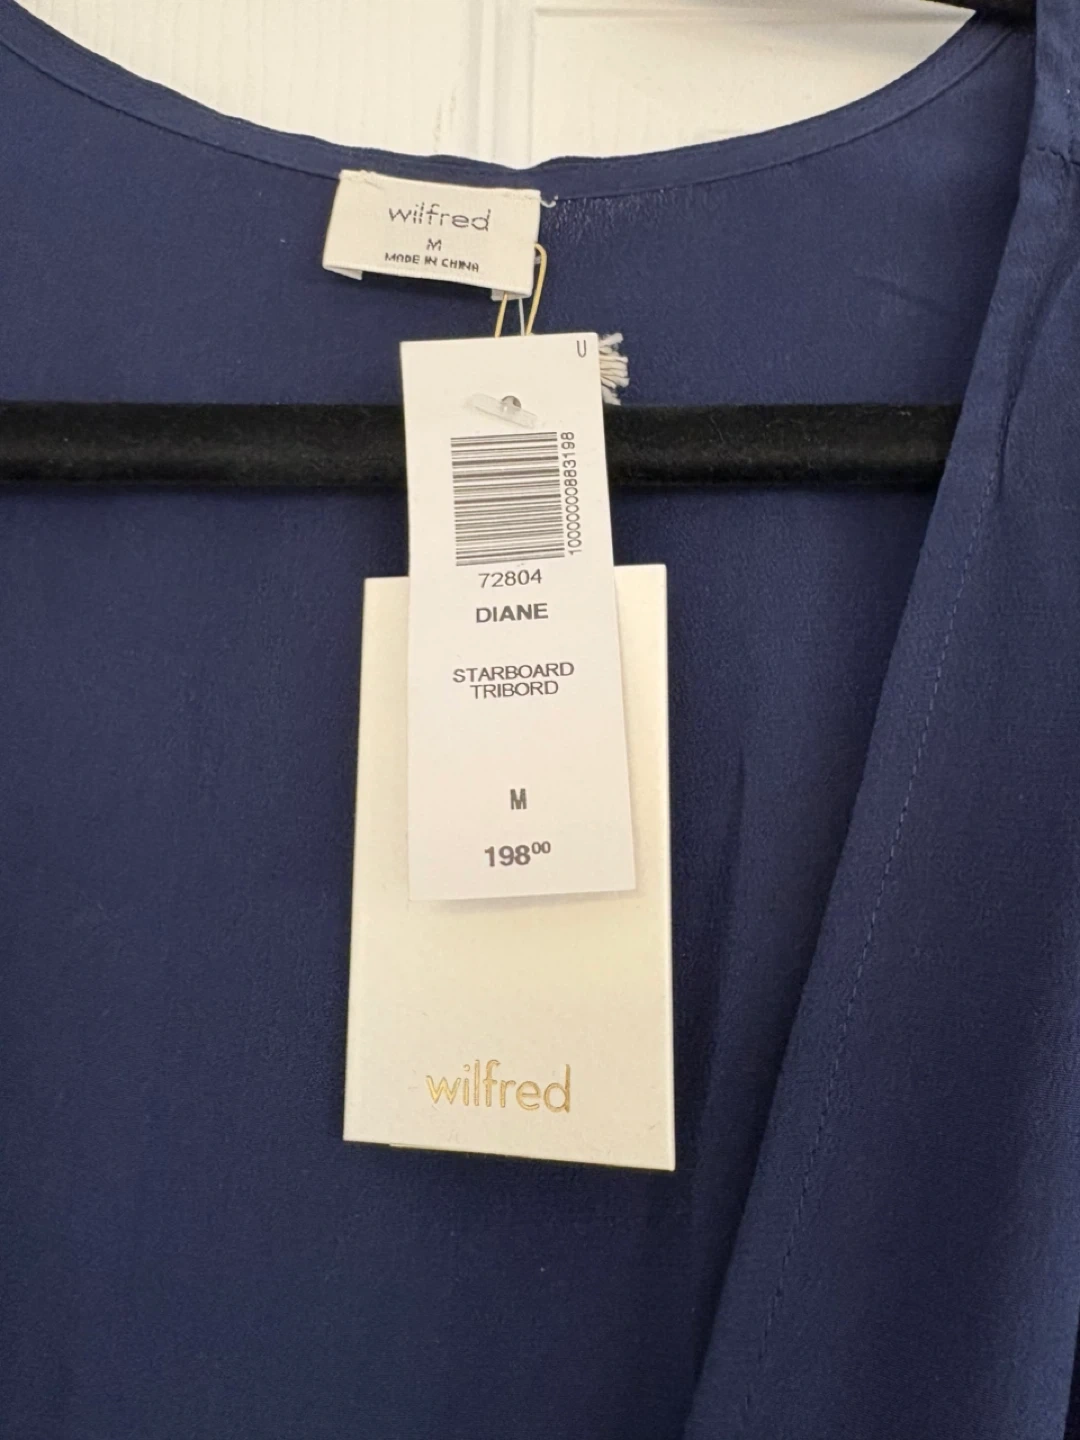 wilfred
M
MADE IN CHINA
U
1000000883198
72804
DIANE
STARBOARD
TRIBORD
M
198⁰⁰
wilfred